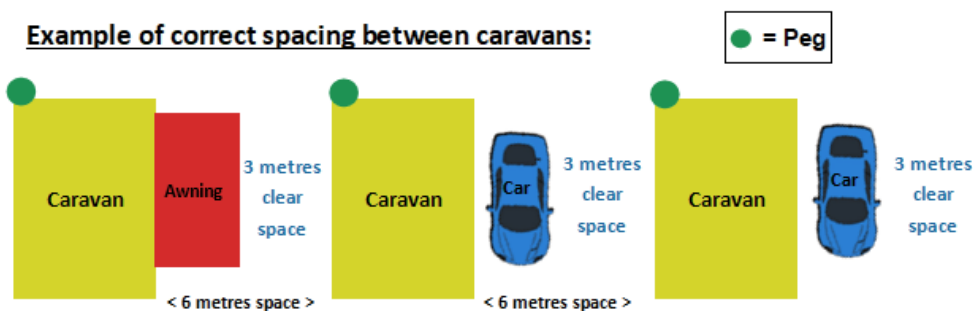 Example of correct spacing between caravans:
= Peg
Caravan
Awning
3 metres
clear
space
Caravan
Car
3 metres
clear
space
Caravan
Car
3 metres
clear
space
< 6 metres space >
< 6 metres space >